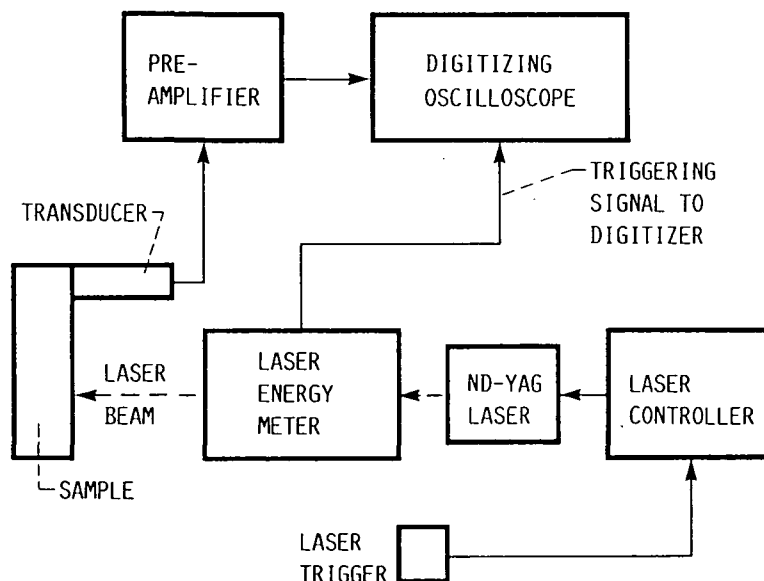 PRE-
AMPLIFIER
DIGITIZING
OSCILLOSCOPE
TRIGGERING
SIGNAL TO
DIGITIZER
TRANSDUCER
LASER
BEAM
LASER
ENERGY
METER
ND-YAG
LASER
LASER
CONTROLLER
SAMPLE
LASER
TRIGGER